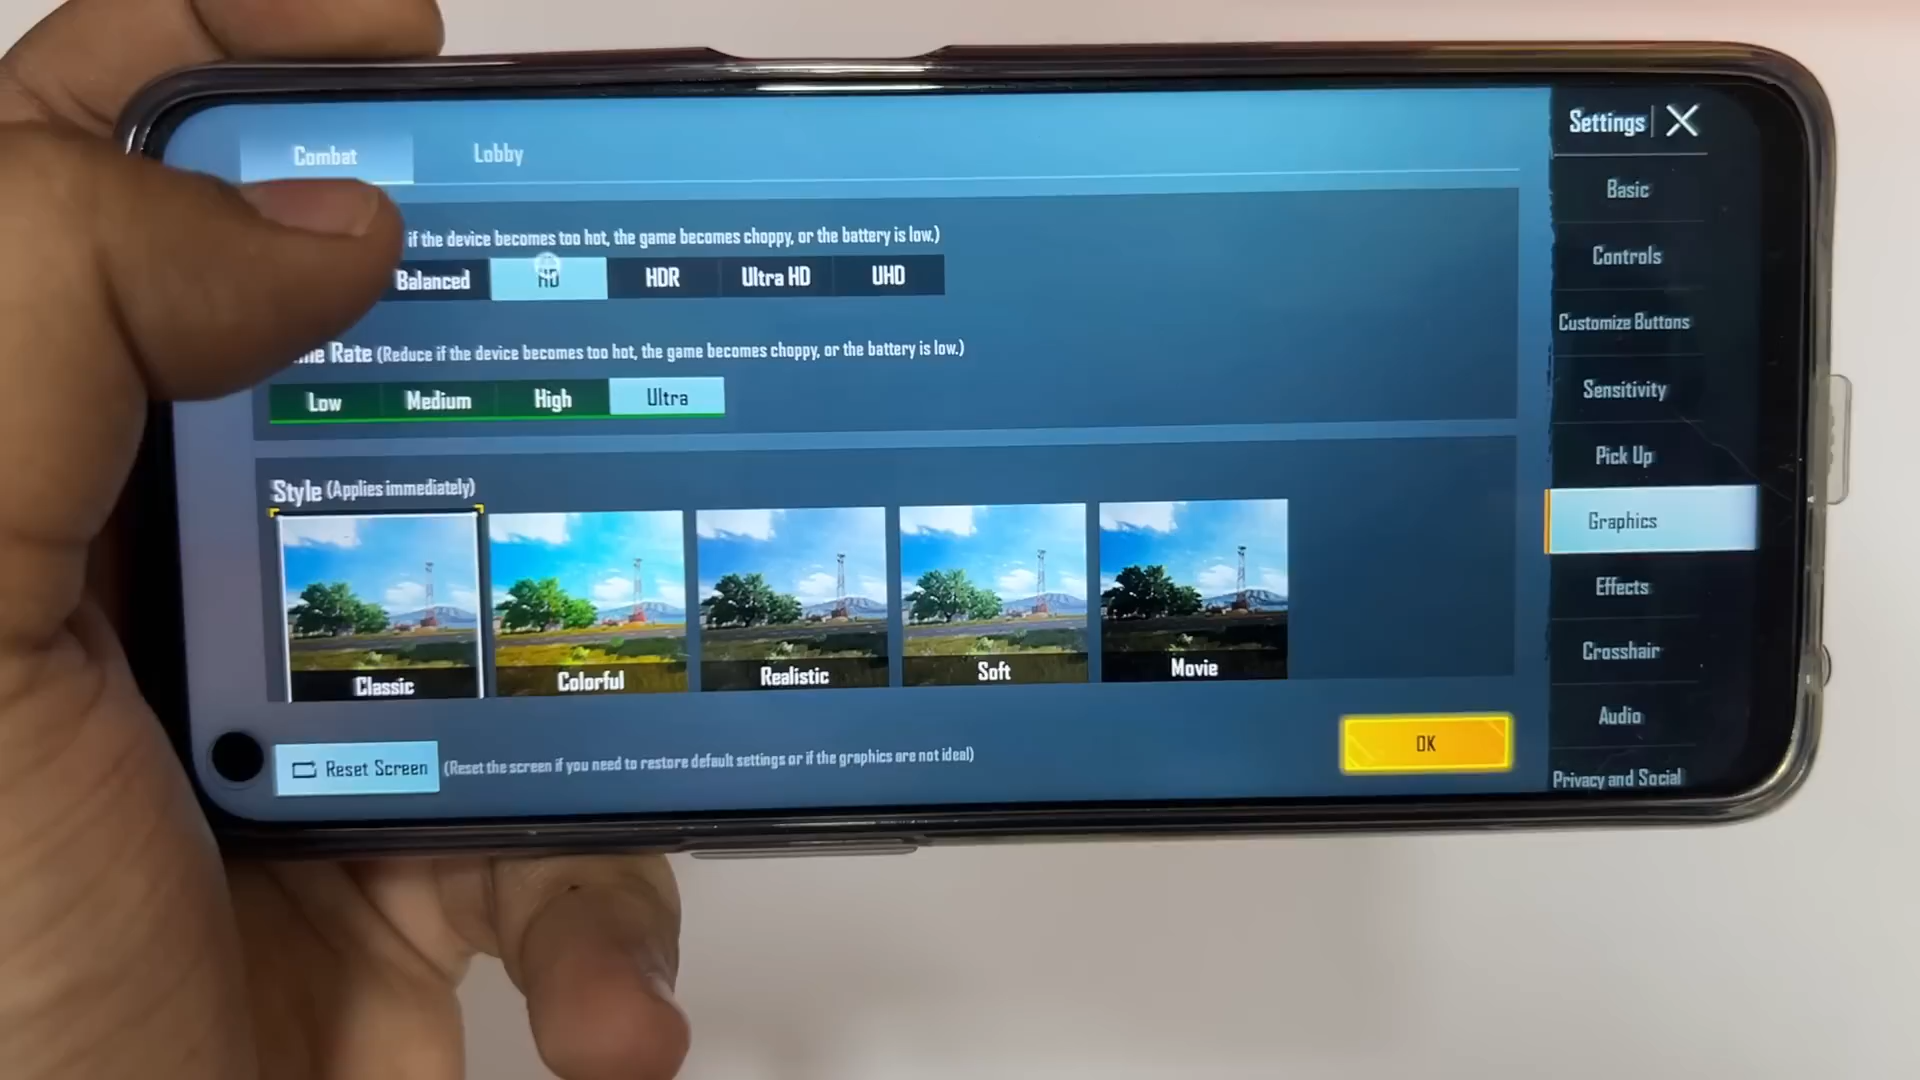 Combat
Lobby
if the device becomes too hot, the game becomes choppy, or the battery is low.)
Balanced
HD
HDR
Ultra HD
UHD
Rate (Reduce if the device becomes too hot, the game becomes choppy, or the battery is low.)
Low
Medium
High
Ultra
Style (Applies immediately)
Classic
Colorful
Realistic
Soft
Movie
Reset Screen
(Reset the screen if you need to restore default settings or if the graphics are not ideal)
OK
Settings
Basic
Controls
Customize Buttons
Sensitivity
Pick Up
Graphics
Effects
Crosshair
Audio
Privacy and Social